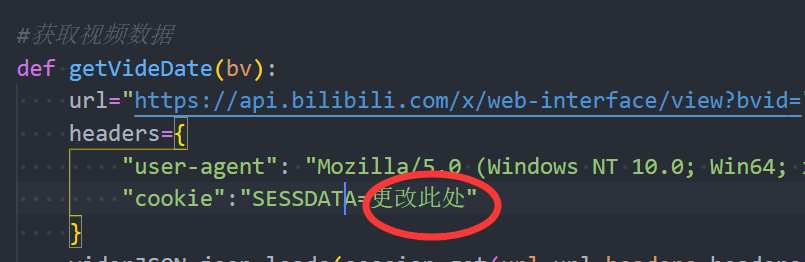 #获取视频数据
def getVideDate(bv):
url="https://api.bilibili.com/x/web-interface/view?bvid=
headers={
"user-agent": "Mozilla/5.0 (Windows NT 10.0; Win64;
"cookie":"SESSDATA=更改此处"
}